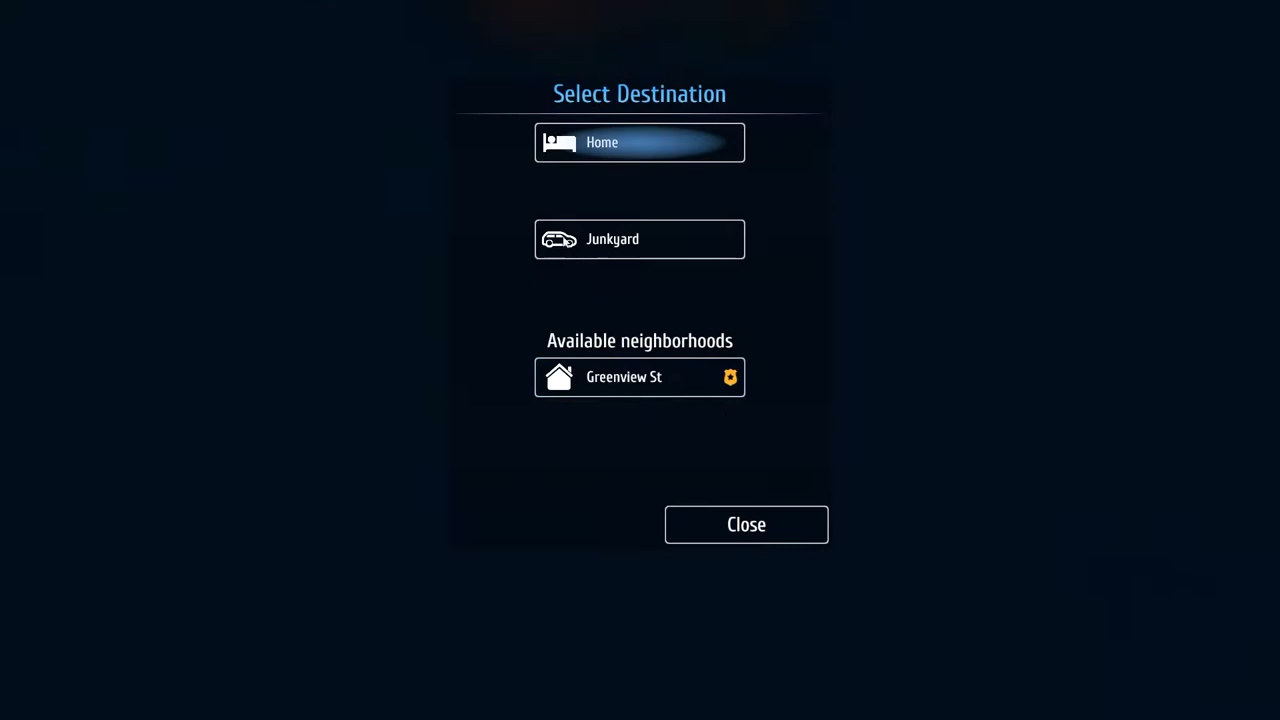 Select Destination
Home
Junkyard
Available neighborhoods
Greenview St
Close